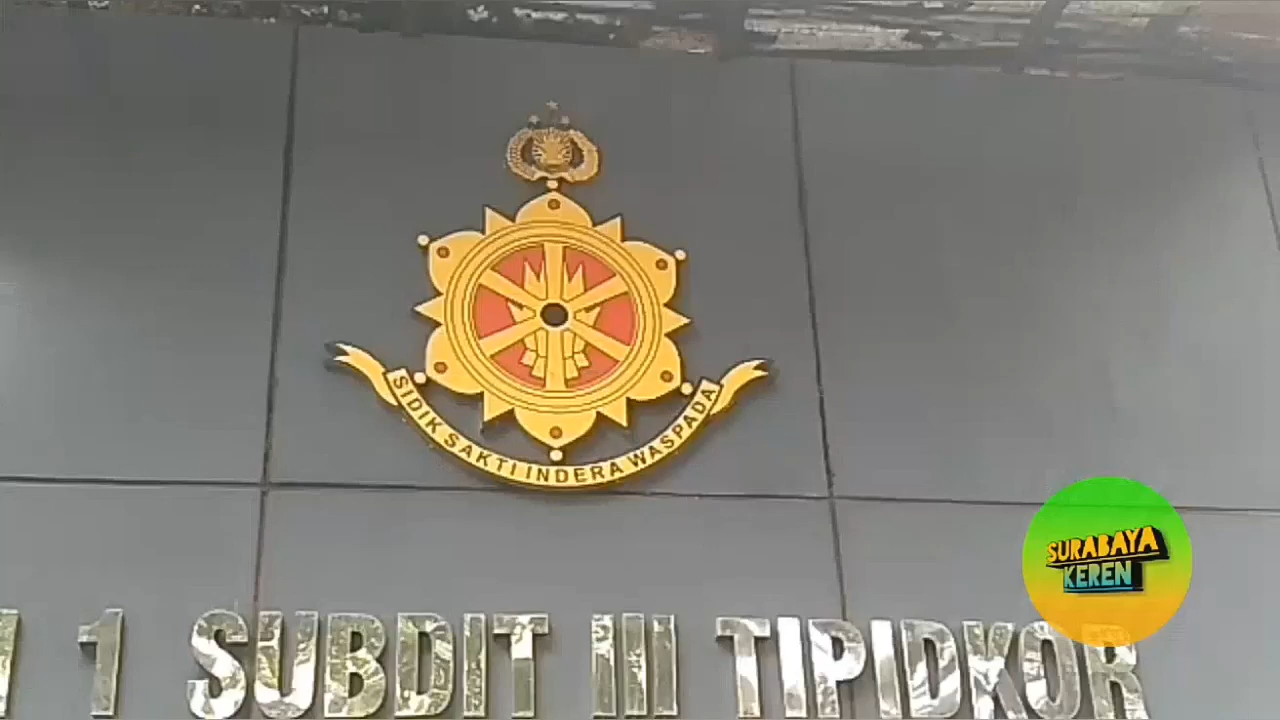 SIDIK SAKTI INDERA WASPADA
SURABAYA
KEREN
1 SUBDIT III TIPIDKOR